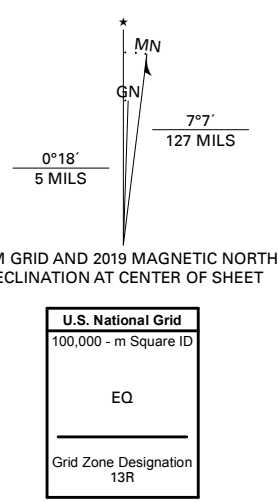 ★
MN
GN
7°7´
127 MILS
0°18´
5 MILS
M GRID AND 2019 MAGNETIC NORTH
ECLINATION AT CENTER OF SHEET
U.S. National Grid
100,000 - m Square ID
EQ
Grid Zone Designation
13R